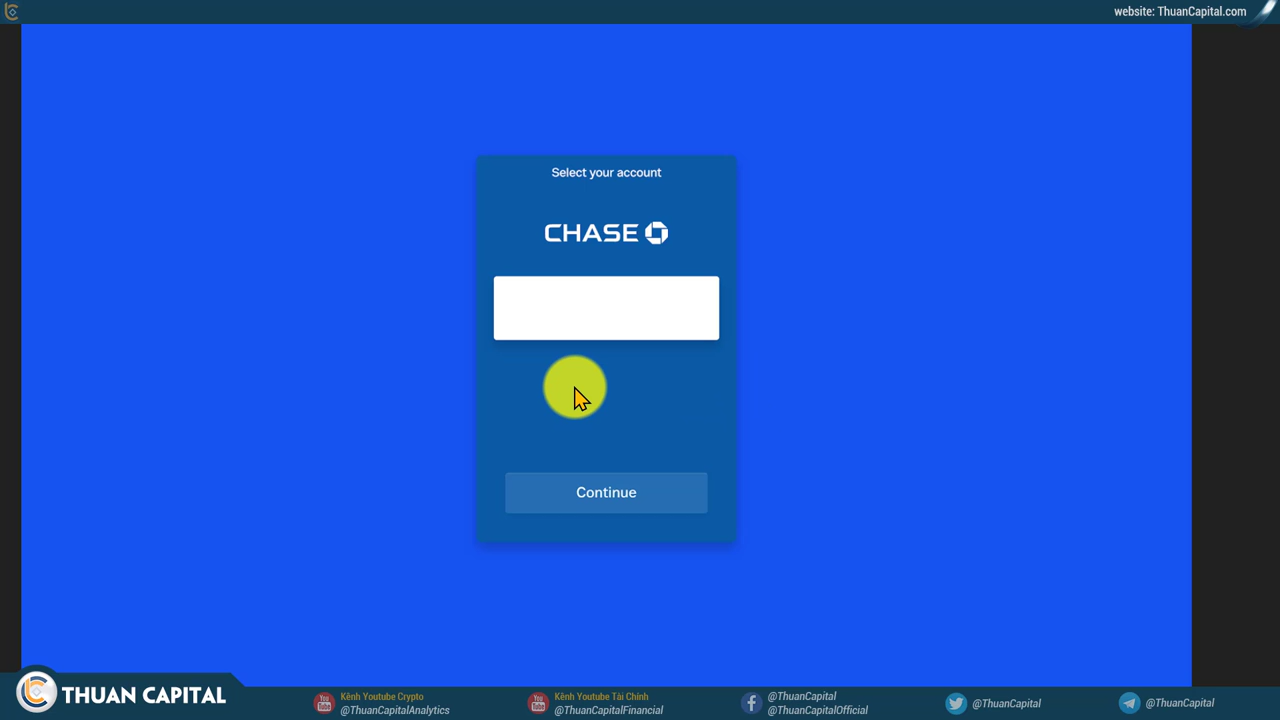 website: ThuanCapital.com
Select your account
CHASE
Continue
THUAN CAPITAL
Kênh Youtube Crypto
@ThuanCapitalAnalytics
Kênh Youtube Tài Chính
@ThuanCapitalFinancial
@ThuanCapital
@ThuanCapitalOfficial
@ThuanCapital
@ThuanCapital